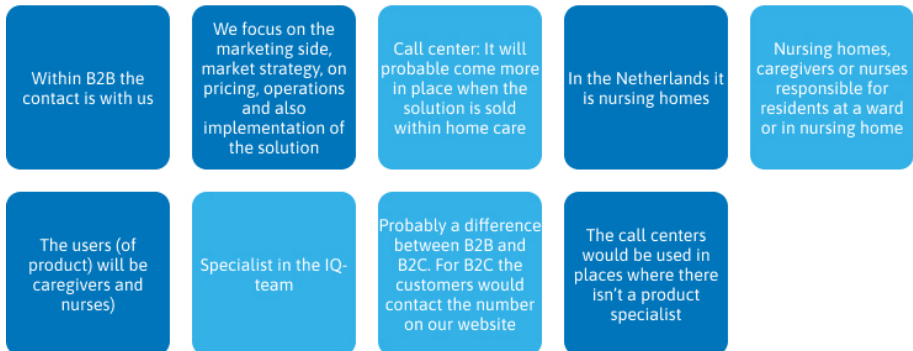 Within B2B the
contact is with us
We focus on the
marketing side,
market strategy, on
pricing, operations
and also
implementation of
the solution
Call center: It will
probable come more
in place when the
solution is sold
within home care
In the Netherlands it
is nursing homes
Nursing homes,
caregivers or nurses
responsible for
residents at a ward
or in nursing home
The users (of
product) will be
caregivers and
nurses)
Specialist in the IQ-
team
Probably a difference
between B2B and
B2C. For B2C the
customers would
contact the number
on our website
The call centers
would be used in
places where there
isn't a product
specialist